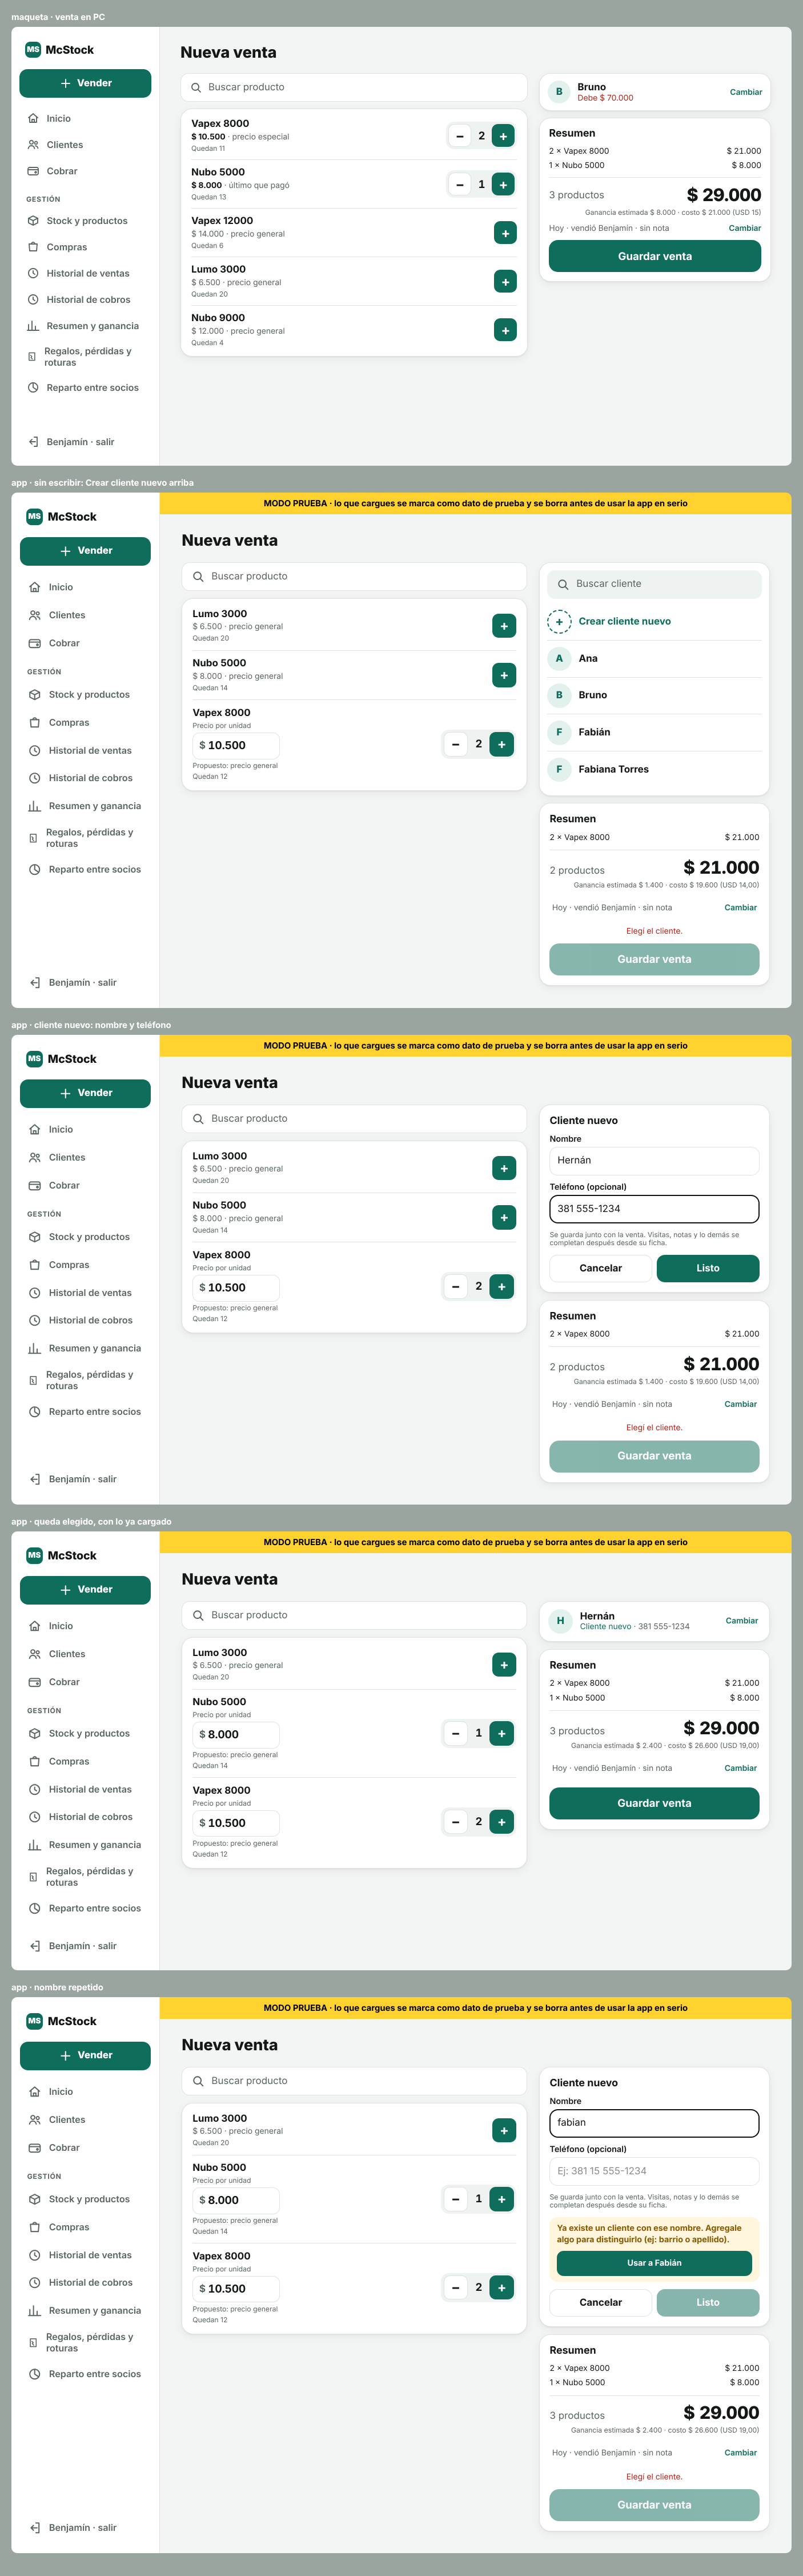 maqueta · venta en PC
MS McStock
+ Vender
Inicio
Clientes
Cobrar
GESTIÓN
Stock y productos
Compras
Historial de ventas
Historial de cobros
Resumen y ganancia
Regalos, pérdidas y
roturas
Reparto entre socios
Benjamín · salir
Nueva venta
Buscar producto
Vapex 8000
$ 10.500 · precio especial
Quedan 11
− 2 +
Nubo 5000
$ 8.000 · último que pagó
Quedan 13
− 1 +
Vapex 12000
$ 14.000 · precio general
Quedan 6
+
Lumo 3000
$ 6.500 · precio general
Quedan 20
+
Nubo 9000
$ 12.000 · precio general
Quedan 4
+
B
Bruno
Debe $ 70.000
Cambiar
Resumen
2 × Vapex 8000 $ 21.000
1 × Nubo 5000 $ 8.000
3 productos $ 29.000
Ganancia estimada $ 8.000 · costo $ 21.000 (USD 15)
Hoy · vendió Benjamín · sin nota Cambiar
Guardar venta
app · sin escribir: Crear cliente nuevo arriba
MS McStock
+ Vender
Inicio
Clientes
Cobrar
GESTIÓN
Stock y productos
Compras
Historial de ventas
Historial de cobros
Resumen y ganancia
Regalos, pérdidas y
roturas
Reparto entre socios
Benjamín · salir
MODO PRUEBA · lo que cargues se marca como dato de prueba y se borra antes de usar la app en serio
Nueva venta
Buscar producto
Lumo 3000
$ 6.500 · precio general
Quedan 20
+
Nubo 5000
$ 8.000 · precio general
Quedan 14
+
Vapex 8000
Precio por unidad
$ 10.500
− 2 +
Propuesto: precio general
Quedan 12
Buscar cliente
+ Crear cliente nuevo
A Ana
B Bruno
F Fabián
F Fabiana Torres
Resumen
2 × Vapex 8000 $ 21.000
2 productos $ 21.000
Ganancia estimada $ 1.400 · costo $ 19.600 (USD 14,00)
Hoy · vendió Benjamín · sin nota Cambiar
Elegí el cliente.
Guardar venta
app · cliente nuevo: nombre y teléfono
MS McStock
+ Vender
Inicio
Clientes
Cobrar
GESTIÓN
Stock y productos
Compras
Historial de ventas
Historial de cobros
Resumen y ganancia
Regalos, pérdidas y
roturas
Reparto entre socios
Benjamín · salir
MODO PRUEBA · lo que cargues se marca como dato de prueba y se borra antes de usar la app en serio
Nueva venta
Buscar producto
Lumo 3000
$ 6.500 · precio general
Quedan 20
+
Nubo 5000
$ 8.000 · precio general
Quedan 14
+
Vapex 8000
Precio por unidad
$ 10.500
− 2 +
Propuesto: precio general
Quedan 12
Cliente nuevo
Nombre
Hernán
Teléfono (opcional)
381 555-1234
Se guarda junto con la venta. Visitas, notas y lo demás se
completan después desde su ficha.
Cancelar Listo
Resumen
2 × Vapex 8000 $ 21.000
2 productos $ 21.000
Ganancia estimada $ 1.400 · costo $ 19.600 (USD 14,00)
Hoy · vendió Benjamín · sin nota Cambiar
Elegí el cliente.
Guardar venta
app · queda elegido, con lo ya cargado
MS McStock
+ Vender
Inicio
Clientes
Cobrar
GESTIÓN
Stock y productos
Compras
Historial de ventas
Historial de cobros
Resumen y ganancia
Regalos, pérdidas y
roturas
Reparto entre socios
Benjamín · salir
MODO PRUEBA · lo que cargues se marca como dato de prueba y se borra antes de usar la app en serio
Nueva venta
Buscar producto
Lumo 3000
$ 6.500 · precio general
Quedan 20
+
Nubo 5000
Precio por unidad
$ 8.000
− 1 +
Propuesto: precio general
Quedan 14
Vapex 8000
Precio por unidad
$ 10.500
− 2 +
Propuesto: precio general
Quedan 12
H
Hernán
Cliente nuevo · 381 555-1234
Cambiar
Resumen
2 × Vapex 8000 $ 21.000
1 × Nubo 5000 $ 8.000
3 productos $ 29.000
Ganancia estimada $ 2.400 · costo $ 26.600 (USD 19,00)
Hoy · vendió Benjamín · sin nota Cambiar
Guardar venta
app · nombre repetido
MS McStock
+ Vender
Inicio
Clientes
Cobrar
GESTIÓN
Stock y productos
Compras
Historial de ventas
Historial de cobros
Resumen y ganancia
Regalos, pérdidas y
roturas
Reparto entre socios
Benjamín · salir
MODO PRUEBA · lo que cargues se marca como dato de prueba y se borra antes de usar la app en serio
Nueva venta
Buscar producto
Lumo 3000
$ 6.500 · precio general
Quedan 20
+
Nubo 5000
Precio por unidad
$ 8.000
− 1 +
Propuesto: precio general
Quedan 14
Vapex 8000
Precio por unidad
$ 10.500
− 2 +
Propuesto: precio general
Quedan 12
Cliente nuevo
Nombre
fabian
Teléfono (opcional)
Ej: 381 15 555-1234
Se guarda junto con la venta. Visitas, notas y lo demás se
completan después desde su ficha.
Ya existe un cliente con ese nombre. Agregale
algo para distinguirlo (ej: barrio o apellido).
Usar a Fabián
Cancelar Listo
Resumen
2 × Vapex 8000 $ 21.000
1 × Nubo 5000 $ 8.000
3 productos $ 29.000
Ganancia estimada $ 2.400 · costo $ 26.600 (USD 19,00)
Hoy · vendió Benjamín · sin nota Cambiar
Elegí el cliente.
Guardar venta